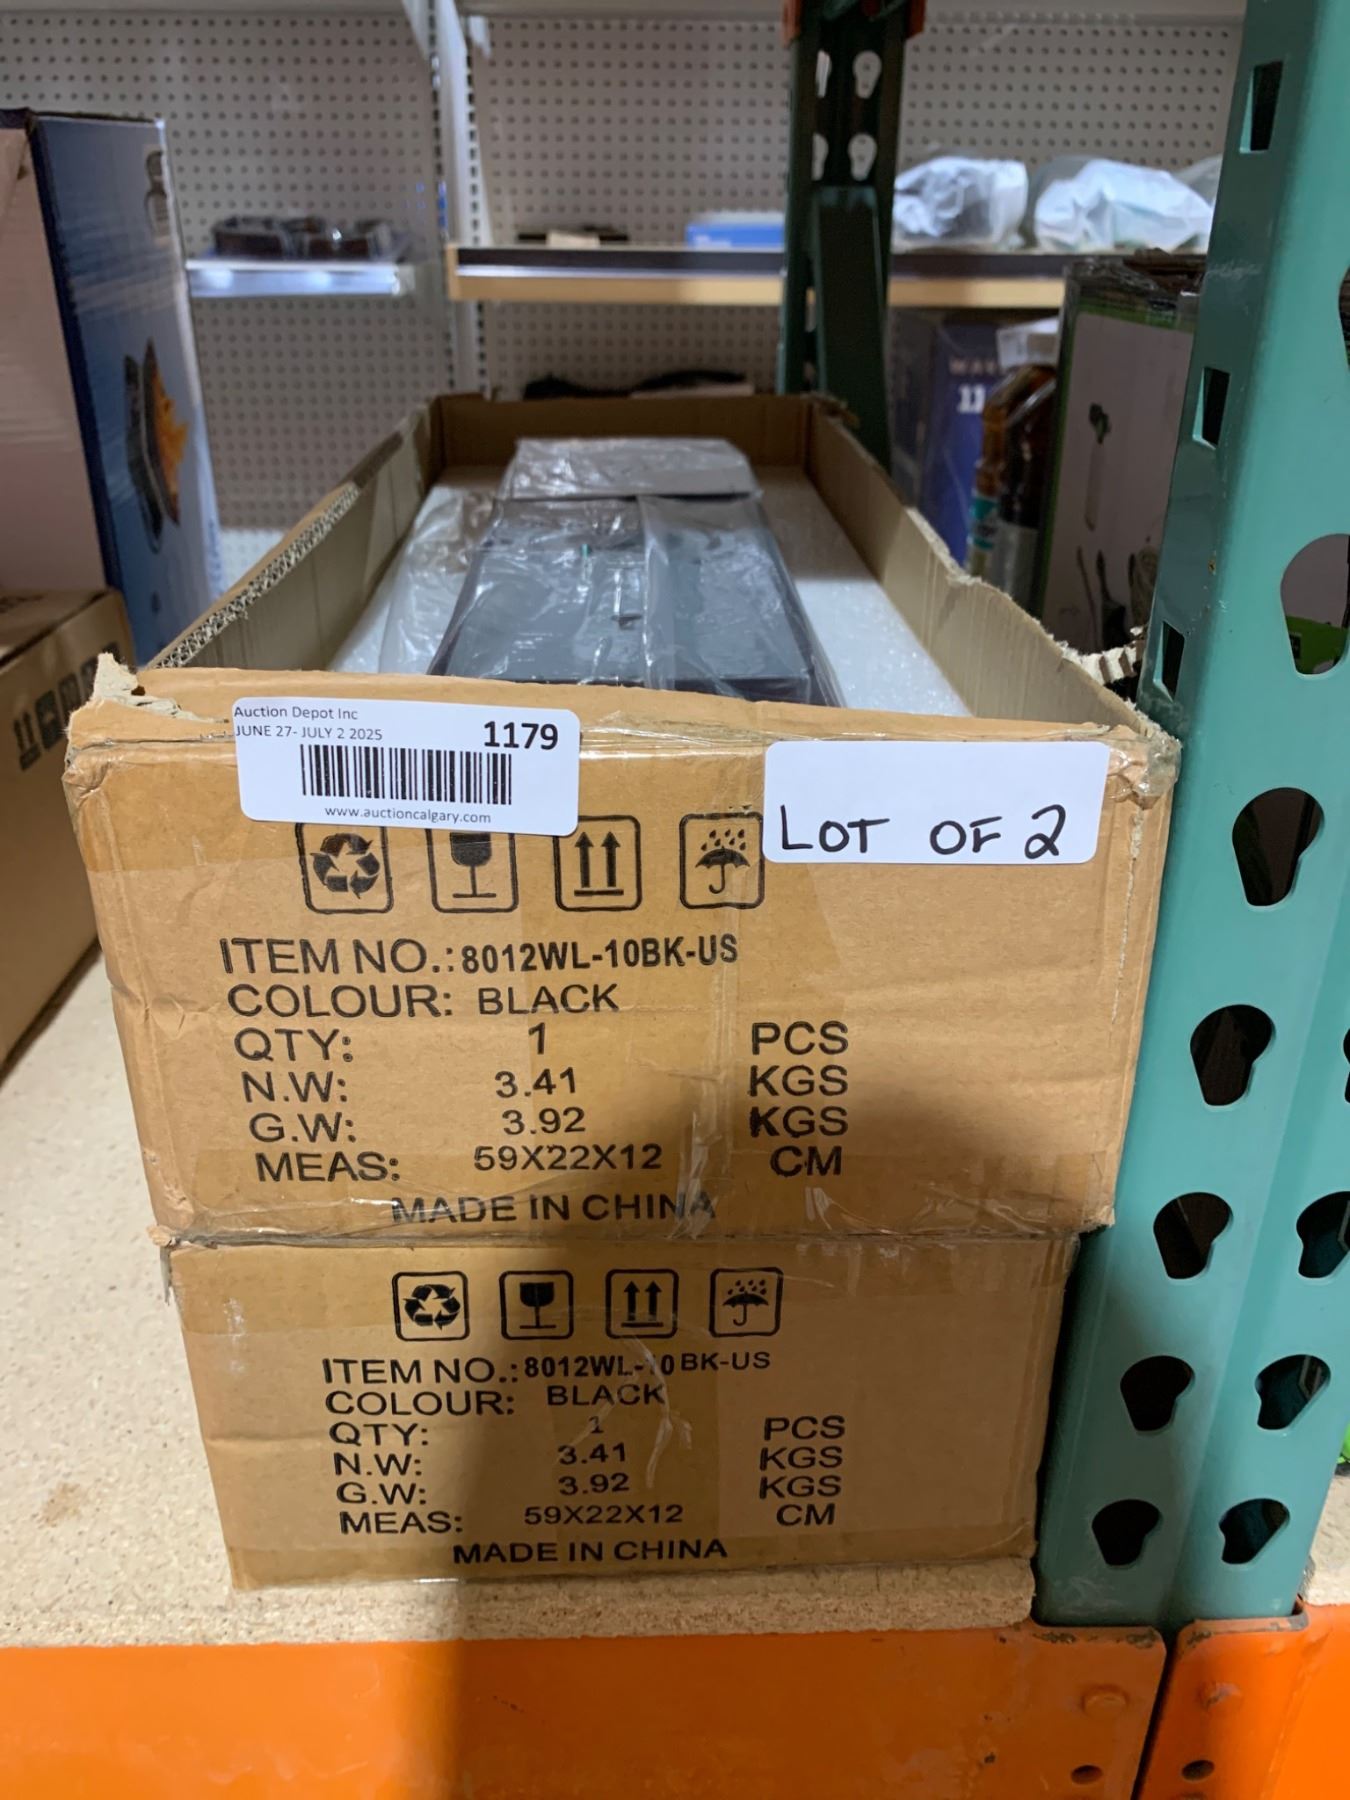 Auction Depot Inc
JUNE 27- JULY 2 2025
1179
www.auctioncalgary.com
LOT OF 2
ITEM NO.: 8012WL-10BK-US
COLOUR: BLACK
QTY: 1 PCS
N.W: 3.41 KGS
G.W: 3.92 KGS
MEAS: 59X22X12 CM
MADE IN CHINA
ITEM NO.: 8012WL-10BK-US
COLOUR: BLACK
QTY: 1 PCS
N.W: 3.41 KGS
G.W: 3.92 KGS
MEAS: 59X22X12 CM
MADE IN CHINA
11